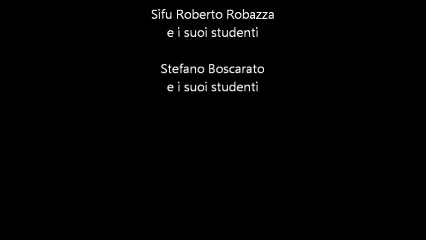 Sifu Roberto Robazza
e i suoi studenti
Stefano Boscarato
e i suoi studenti